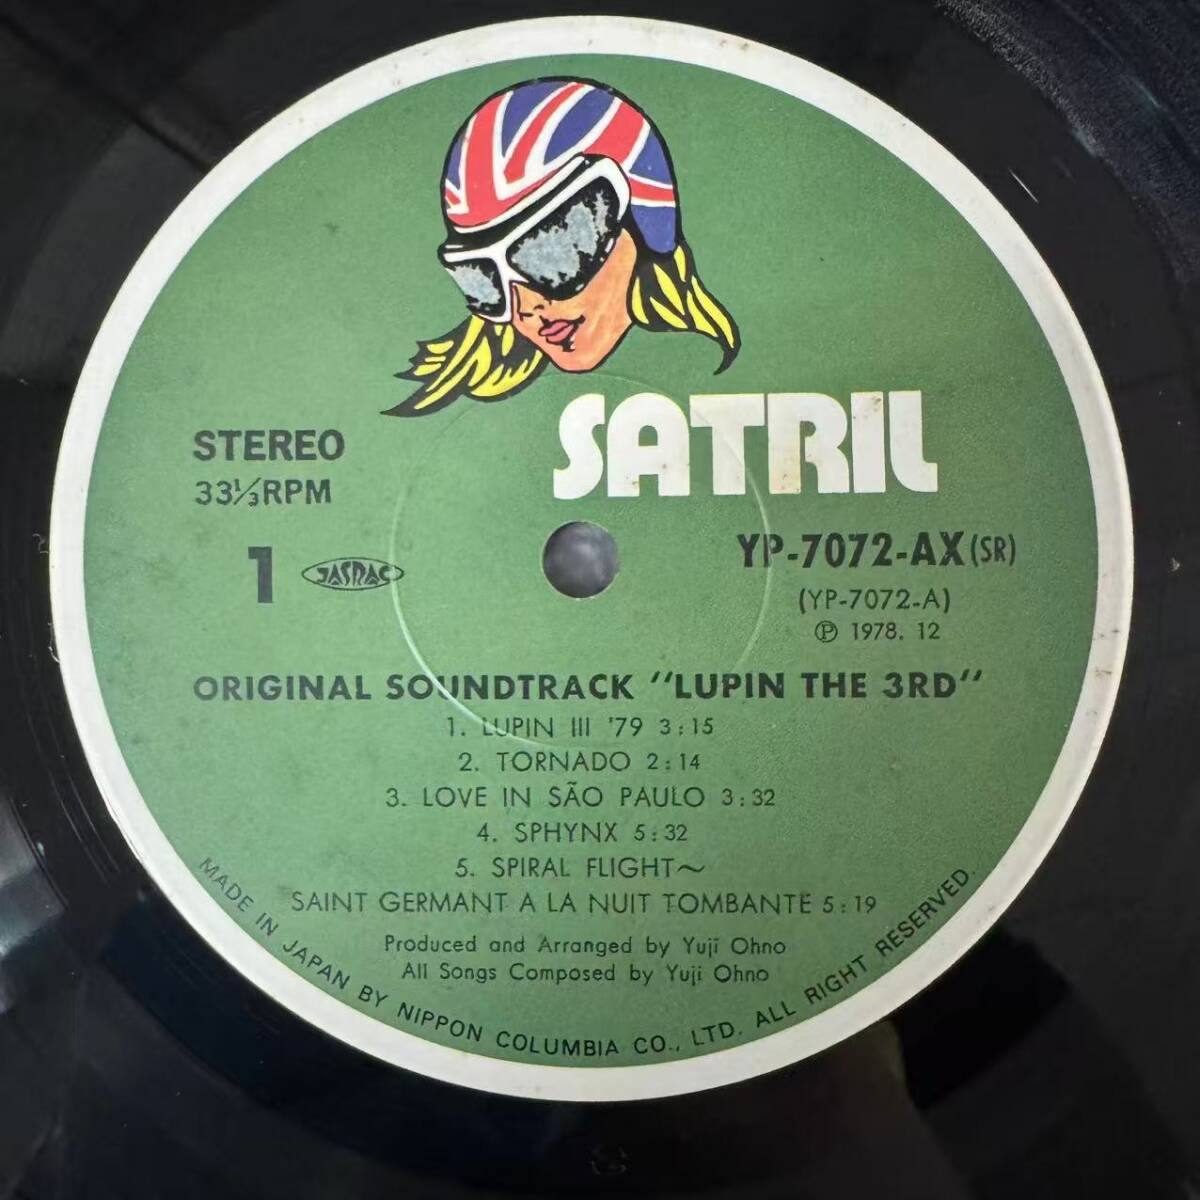 SATRIL
STEREO
33⅓RPM
1 JASRAC
YP-7072-AX(SR)
(YP-7072-A)
Ⓟ 1978. 12
ORIGINAL SOUNDTRACK "LUPIN THE 3RD"
1. LUPIN III '79 3:15
2. TORNADO 2:14
3. LOVE IN SÃO PAULO 3:32
4. SPHYNX 5:32
5. SPIRAL FLIGHT~
SAINT GERMANT A LA NUIT TOMBANTE 5:19
Produced and Arranged by Yuji Ohno
All Songs Composed by Yuji Ohno
MADE IN JAPAN BY NIPPON COLUMBIA CO., LTD. ALL RIGHT RESERVED.